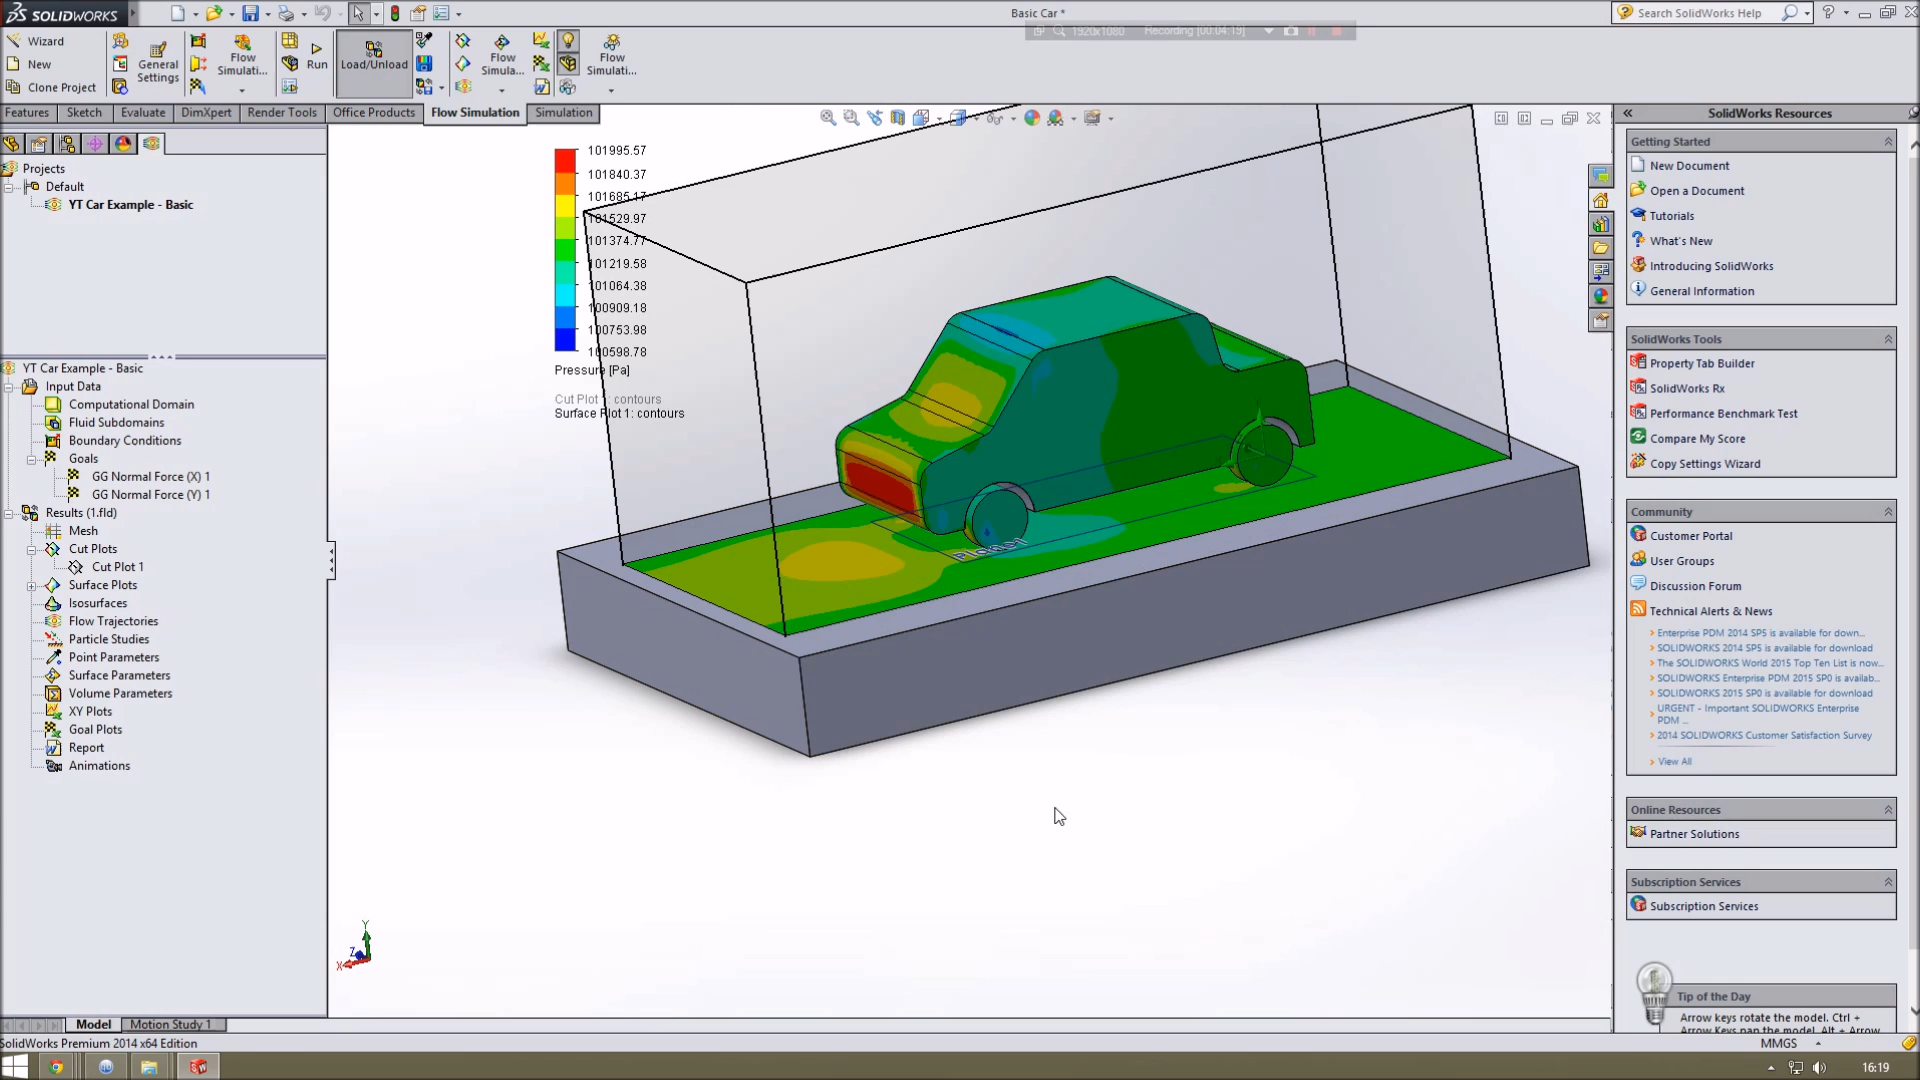 SOLIDWORKS
Basic Car *
Search SolidWorks Help
1920x1080
Recording [00:04:19]
Wizard
New
Clone Project
General Settings
Flow Simulati...
Run
Load/Unload
Flow Simula...
Flow Simulati...
Features
Sketch
Evaluate
DimXpert
Render Tools
Office Products
Flow Simulation
Simulation
Projects
Default
YT Car Example - Basic
YT Car Example - Basic
Input Data
Computational Domain
Fluid Subdomains
Boundary Conditions
Goals
GG Normal Force (X) 1
GG Normal Force (Y) 1
Results (1.fld)
Mesh
Cut Plots
Cut Plot 1
Surface Plots
Isosurfaces
Flow Trajectories
Particle Studies
Point Parameters
Surface Parameters
Volume Parameters
XY Plots
Goal Plots
Report
Animations
101995.57
101840.37
101685.17
101529.97
101374.77
101219.58
101064.38
100909.18
100753.98
100598.78
Pressure [Pa]
Cut Plot 1: contours
Surface Plot 1: contours
Y
Z
X
SolidWorks Resources
Getting Started
New Document
Open a Document
Tutorials
What's New
Introducing SolidWorks
General Information
SolidWorks Tools
Property Tab Builder
SolidWorks Rx
Performance Benchmark Test
Compare My Score
Copy Settings Wizard
Community
Customer Portal
User Groups
Discussion Forum
Technical Alerts & News
Enterprise PDM 2014 SP5 is available for down...
SOLIDWORKS 2014 SP5 is available for download
The SOLIDWORKS World 2015 Top Ten List is now...
SOLIDWORKS Enterprise PDM 2015 SP0 is availab...
SOLIDWORKS 2015 SP0 is available for download
URGENT - Important SOLIDWORKS Enterprise
PDM ...
2014 SOLIDWORKS Customer Satisfaction Survey
View All
Online Resources
Partner Solutions
Subscription Services
Subscription Services
Tip of the Day
Arrow keys rotate the model. Ctrl +
Arrow Keys pan the model. Alt + Arrow
Model
Motion Study 1
SolidWorks Premium 2014 x64 Edition
MMGS
16:19